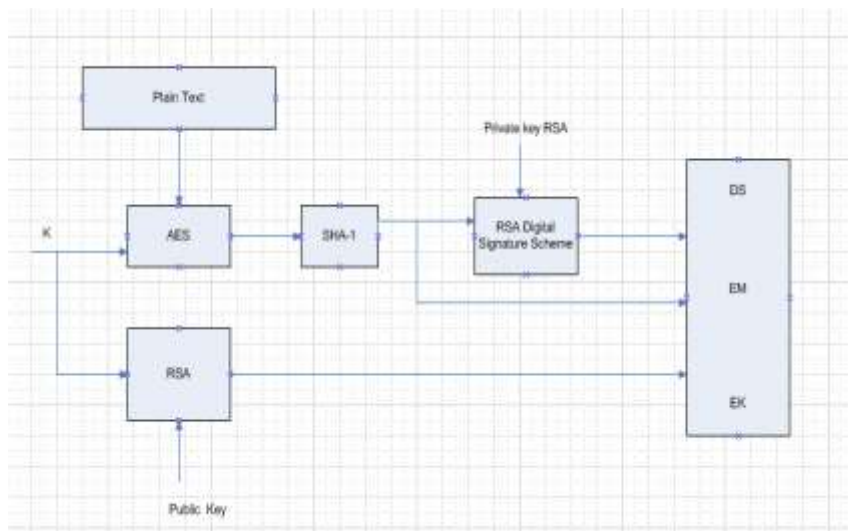 Plain Text
Private key RSA
K
AES
SHA-1
RSA Digital
Signature Scheme
DS
EM
RSA
EK
Public Key